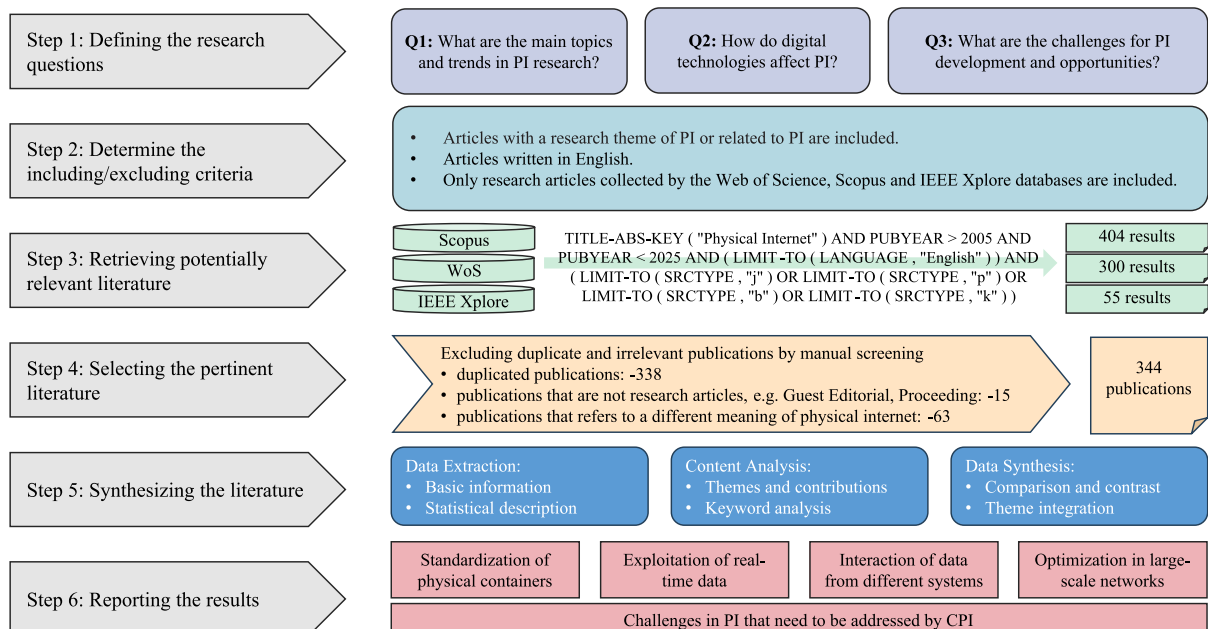 Step 1: Defining the research
questions
Q1: What are the main topics
and trends in PI research?
Q2: How do digital
technologies affect PI?
Q3: What are the challenges for PI
development and opportunities?
Step 2: Determine the
including/excluding criteria
• Articles with a research theme of PI or related to PI are included.
• Articles written in English.
• Only research articles collected by the Web of Science, Scopus and IEEE Xplore databases are included.
Step 3: Retrieving potentially
relevant literature
Scopus
WoS
IEEE Xplore
TITLE-ABS-KEY ( "Physical Internet" ) AND PUBYEAR > 2005 AND
PUBYEAR < 2025 AND ( LIMIT-TO ( LANGUAGE , "English" ) ) AND
( LIMIT-TO ( SRCTYPE , "j" ) OR LIMIT-TO ( SRCTYPE , "p" ) OR
LIMIT-TO ( SRCTYPE , "b" ) OR LIMIT-TO ( SRCTYPE , "k" ) )
404 results
300 results
55 results
Step 4: Selecting the pertinent
literature
Excluding duplicate and irrelevant publications by manual screening
• duplicated publications: -338
• publications that are not research articles, e.g. Guest Editorial, Proceeding: -15
• publications that refers to a different meaning of physical internet: -63
344
publications
Step 5: Synthesizing the literature
Data Extraction:
• Basic information
• Statistical description
Content Analysis:
• Themes and contributions
• Keyword analysis
Data Synthesis:
• Comparison and contrast
• Theme integration
Step 6: Reporting the results
Standardization of
physical containers
Exploitation of real-
time data
Interaction of data
from different systems
Optimization in large-
scale networks
Challenges in PI that need to be addressed by CPI